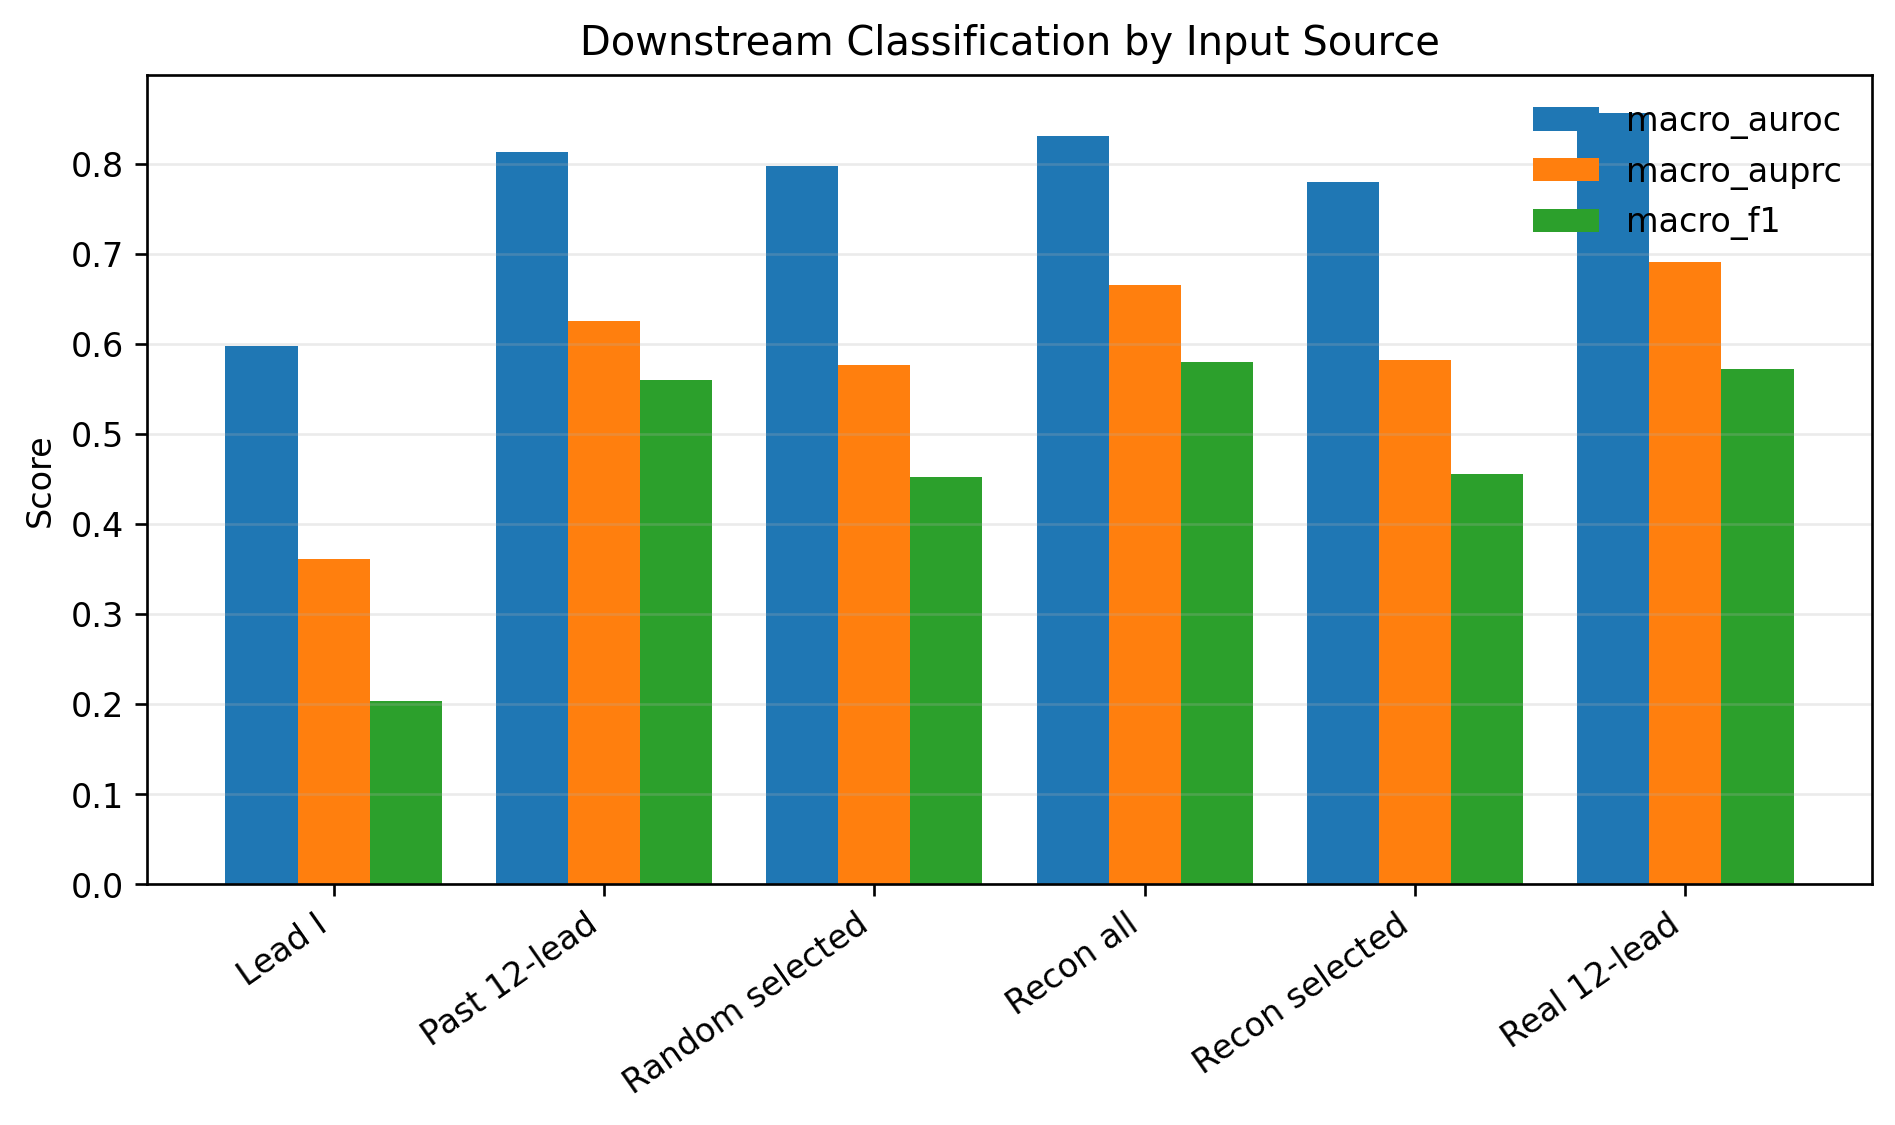 Downstream Classification by Input Source
macro_auroc
macro_auprc
macro_f1
Score
0.8
0.7
0.6
0.5
0.4
0.3
0.2
0.1
0.0
Lead I
Past 12-lead
Random selected
Recon all
Recon selected
Real 12-lead